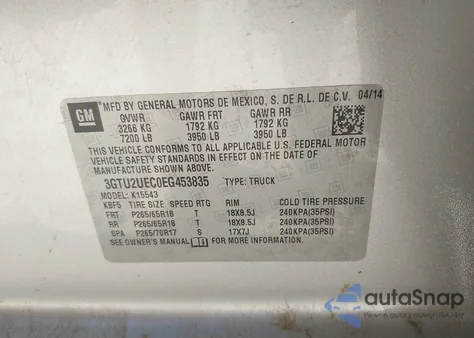 GM MFD BY GENERAL MOTORS DE MEXICO, S. DE R.L. DE C.V. 04/14
GVWR GAWR FRT GAWR RR
3266 KG 1792 KG 1792 KG
7200 LB 3950 LB 3950 LB
THIS VEHICLE CONFORMS TO ALL APPLICABLE U.S. FEDERAL MOTOR
VEHICLE SAFETY STANDARDS IN EFFECT ON THE DATE OF
MANUFACTURE SHOWN ABOVE.
3GTU2UEC0EG453835 TYPE: TRUCK
MODEL: K15543
KBF5 TIRE SIZE SPEED RTG RIM COLD TIRE PRESSURE
FRT P265/65R18 T 18X8.5J 240KPA(35PSI)
RR P265/65R18 T 18X8.5J 240KPA(35PSI)
SPA P265/70R17 S 17X7J 240KPA(35PSI)
SEE OWNER'S MANUAL FOR MORE INFORMATION.
autoSnap
Pewne auta z USA